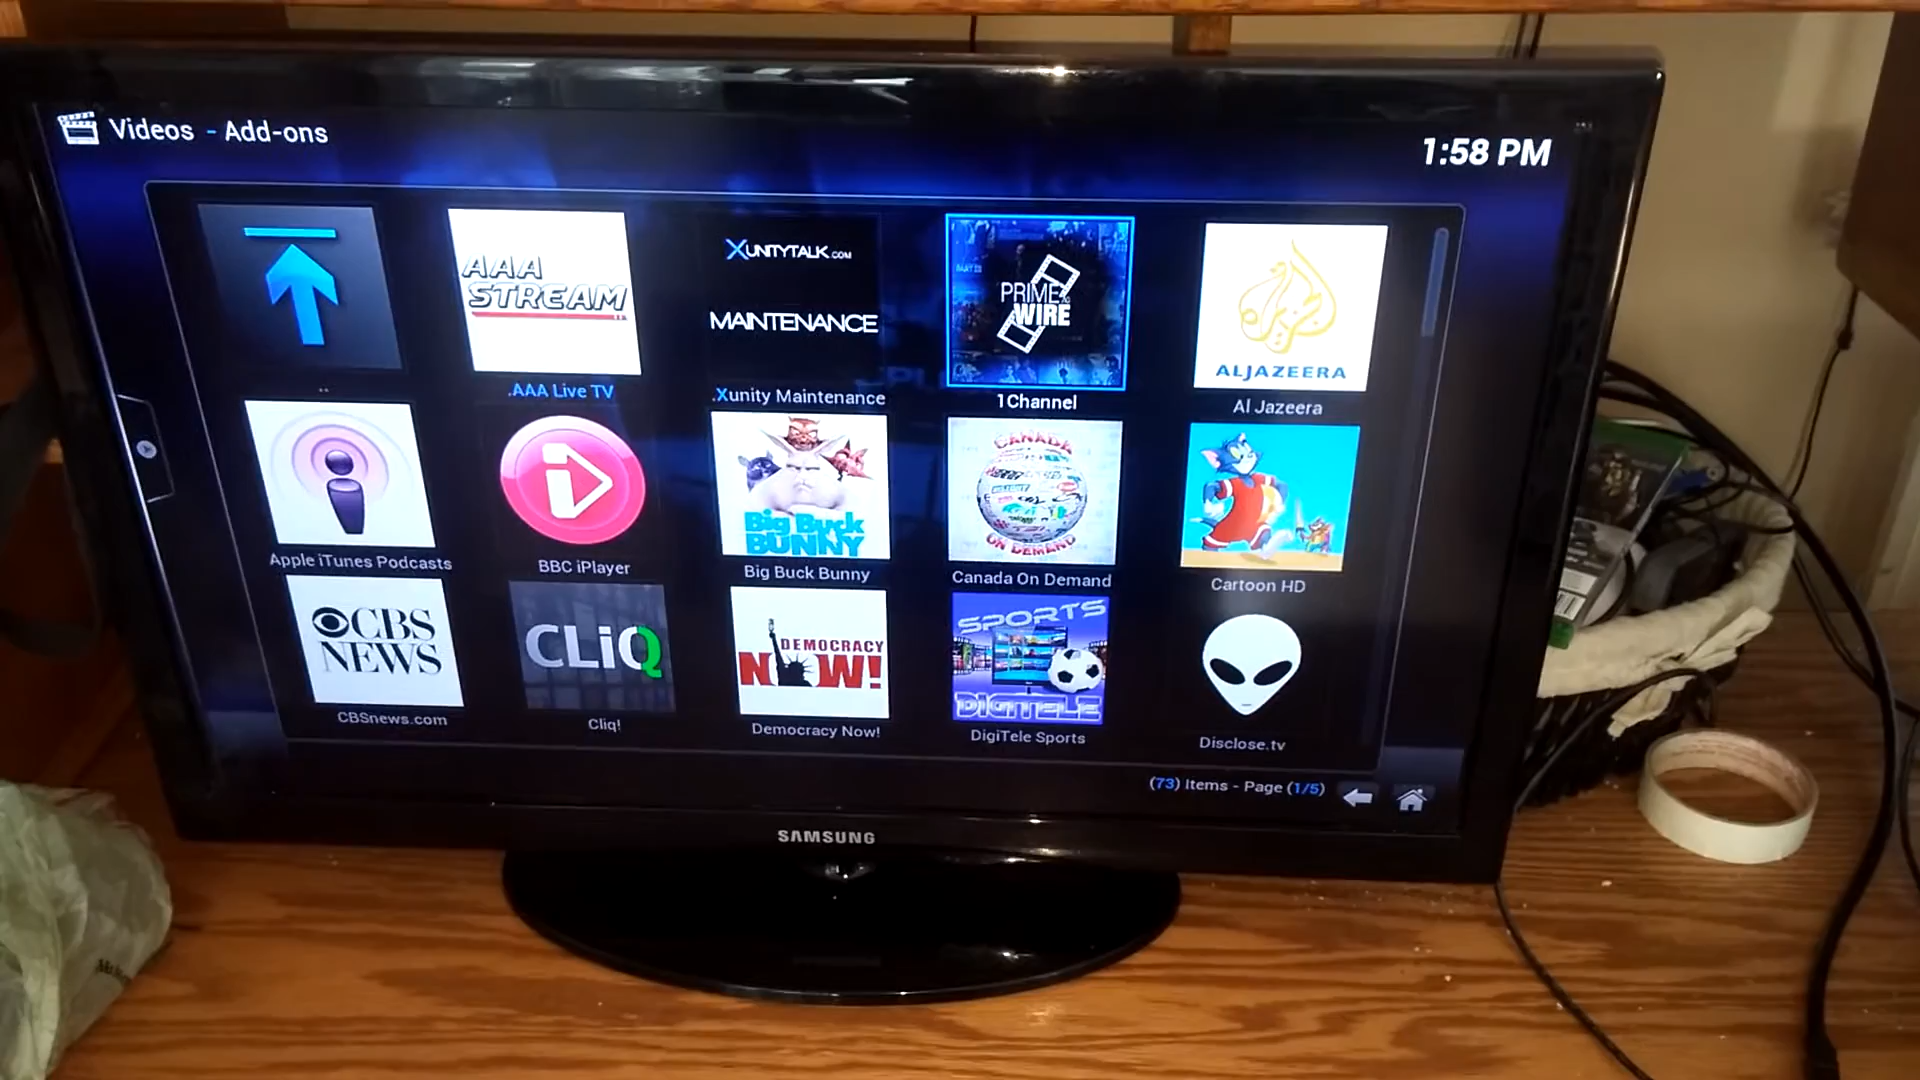 Videos - Add-ons
1:58 PM
AAA
STREAM
XUNITYTALK.COM
MAINTENANCE
PRIME
WIRE
ALJAZEERA
..
.AAA Live TV
.Xunity Maintenance
1Channel
Al Jazeera
Big Buck
BUNNY
CANADA
ON DEMAND
Apple iTunes Podcasts
BBC iPlayer
Big Buck Bunny
Canada On Demand
Cartoon HD
CBS
NEWS
CLiQ
DEMOCRACY
NOW!
SPORTS
DIGITELE
CBSnews.com
Cliq!
Democracy Now!
DigiTele Sports
Disclose.tv
(73) Items - Page (1/5)
SAMSUNG